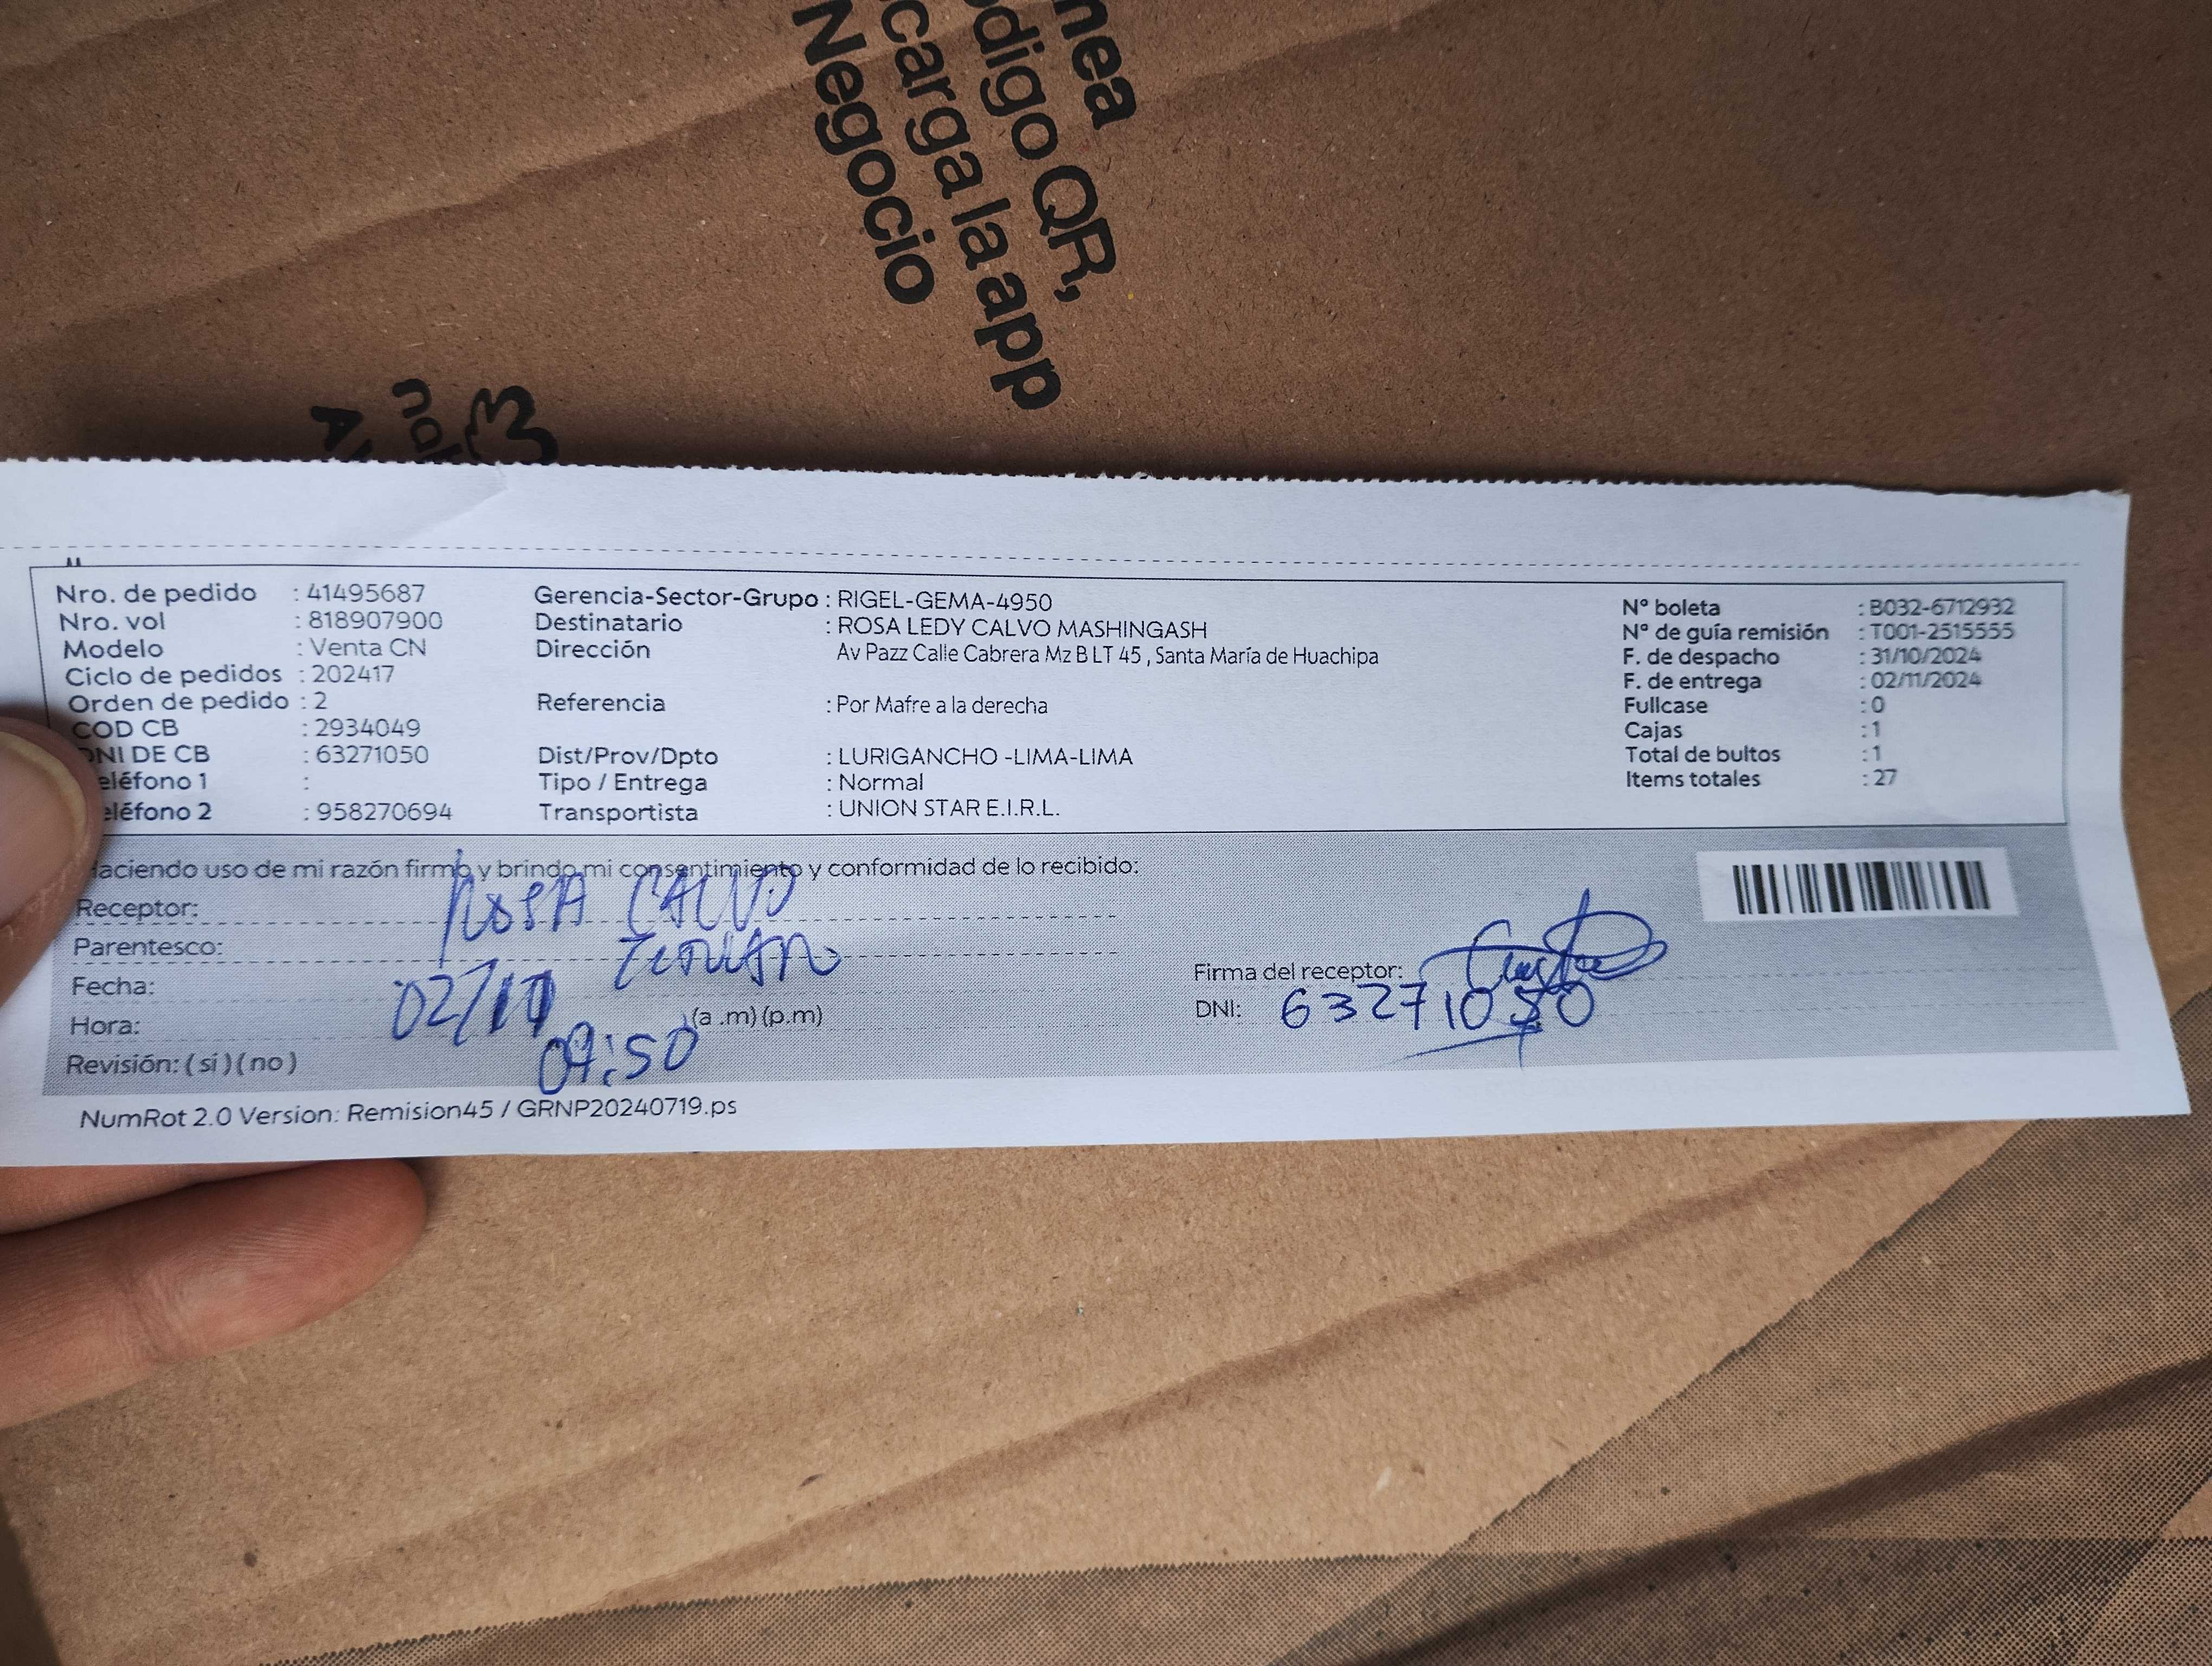 nea
odigo QR,
carga la app
Negocio
Nro. de pedido : 41495687
Nro. vol : 818907900
Modelo : Venta CN
Ciclo de pedidos : 202417
Orden de pedido : 2
COD CB : 2934049
DNI DE CB : 63271050
eléfono 1 :
eléfono 2 : 958270694
Gerencia-Sector-Grupo : RIGEL-GEMA-4950
Destinatario : ROSA LEDY CALVO MASHINGASH
Dirección Av Pazz Calle Cabrera Mz B LT 45 , Santa María de Huachipa
Referencia : Por Mafre a la derecha
Dist/Prov/Dpto : LURIGANCHO -LIMA-LIMA
Tipo / Entrega : Normal
Transportista : UNION STAR E.I.R.L.
N° boleta : B032-6712932
N° de guía remisión : T001-2515555
F. de despacho : 31/10/2024
F. de entrega : 02/11/2024
Fullcase : 0
Cajas : 1
Total de bultos : 1
Items totales : 27
Haciendo uso de mi razón firmo y brindo mi consentimiento y conformidad de lo recibido:
Receptor: ROSA CALVO
Parentesco:
Fecha: 02/11
Hora: 09:50 (a .m) (p.m)
Revisión: ( sí ) ( no )
Firma del receptor:
DNI: 63271050
NumRot 2.0 Version: Remision45 / GRNP20240719.ps